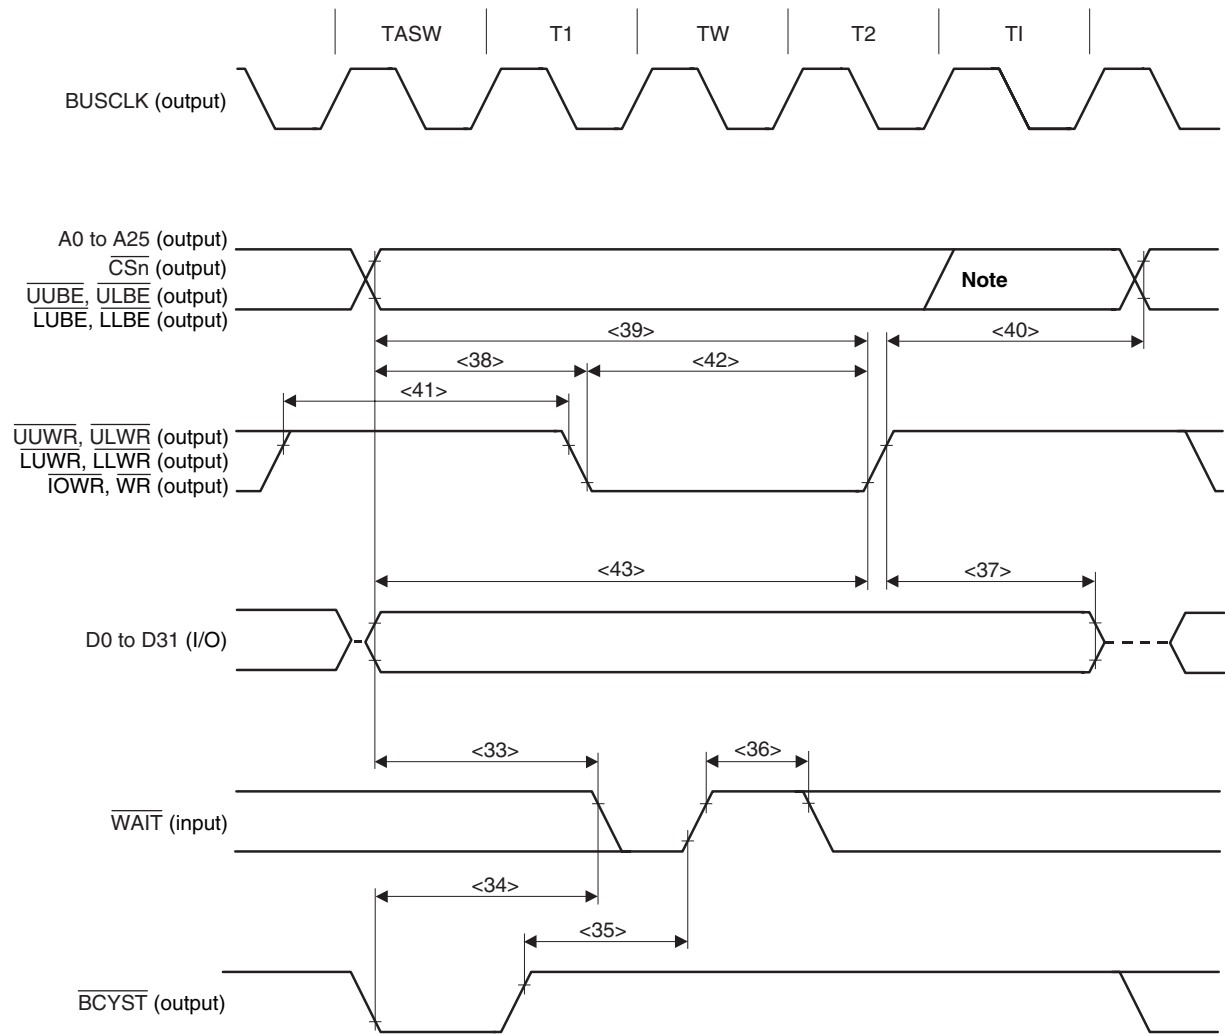 TASW T1 TW T2 TI
BUSCLK (output)
A0 to A25 (output)
CSn (output)
UUBE, ULBE (output)
LUBE, LLBE (output)
Note
<39>
<40>
<38>
<42>
<41>
UUWR, ULWR (output)
LUWR, LLWR (output)
IOWR, WR (output)
<43>
<37>
D0 to D31 (I/O)
<33>
<36>
WAIT (input)
<34>
<35>
BCYST (output)